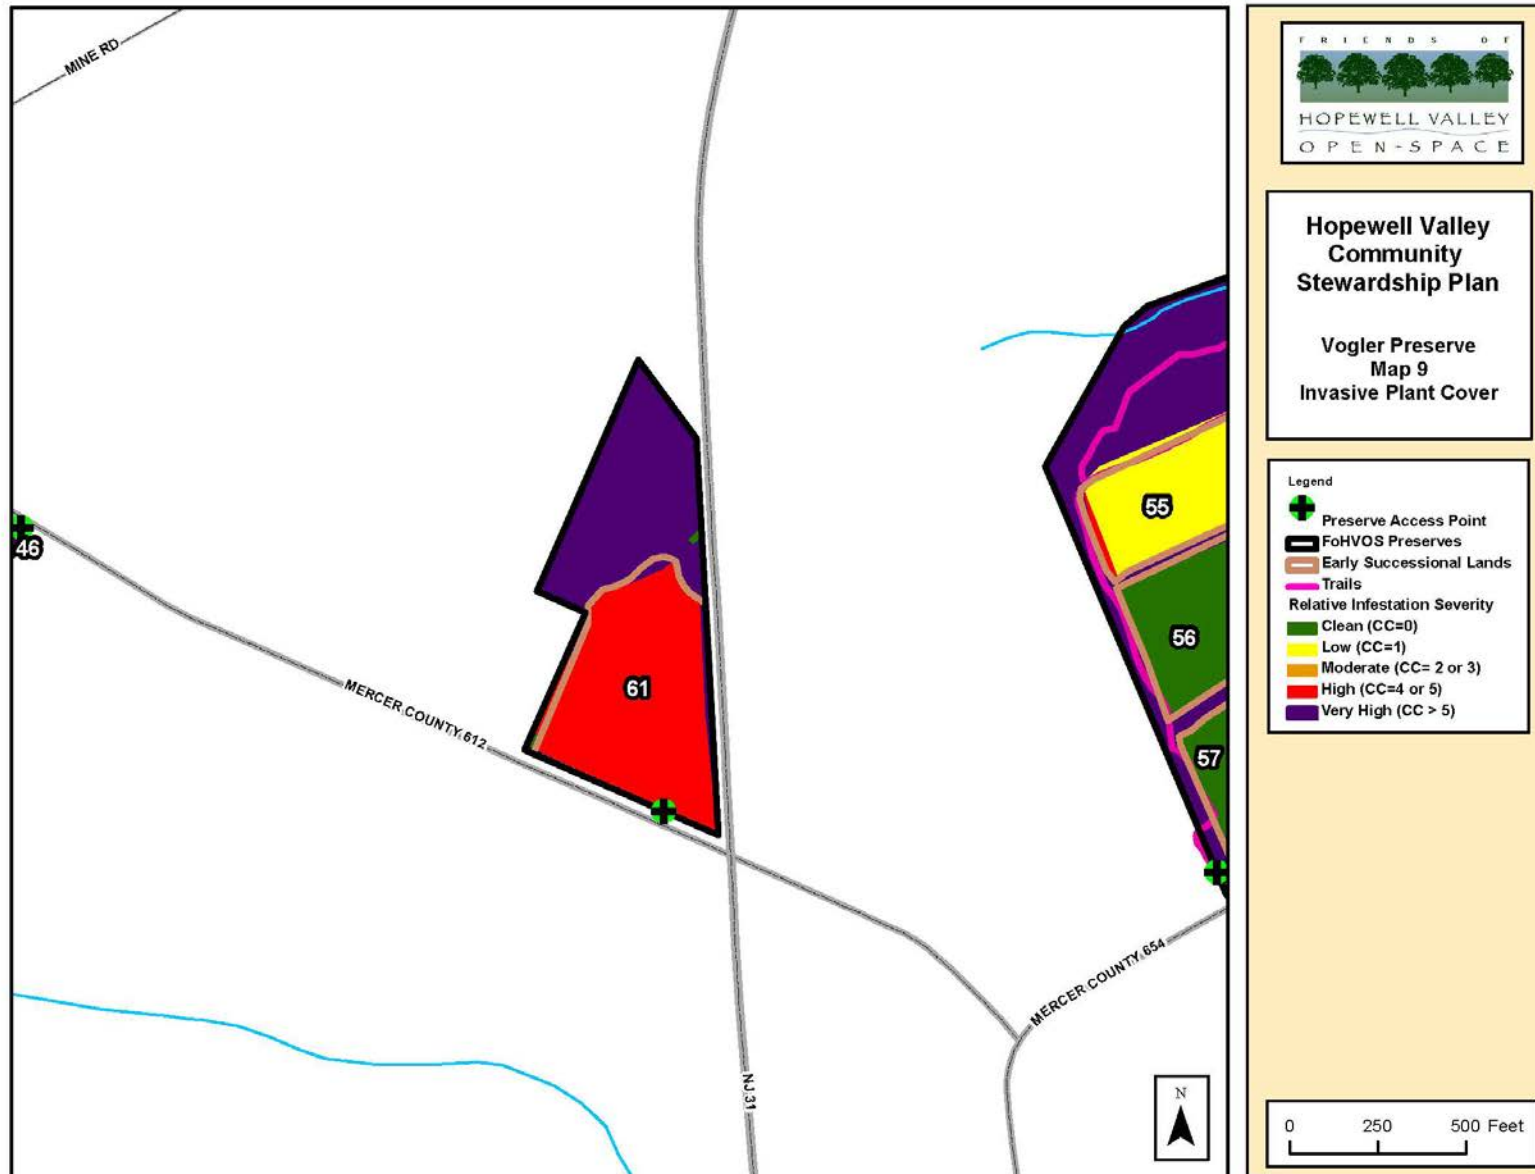 MINE RD
46
MERCER COUNTY 612
61
55
56
57
MERCER COUNTY 654
NJ 31
N
FRIENDS OF
HOPEWELL VALLEY
OPEN-SPACE
Hopewell Valley
Community
Stewardship Plan
Vogler Preserve
Map 9
Invasive Plant Cover
Legend
Preserve Access Point
FoHVOS Preserves
Early Successional Lands
Trails
Relative Infestation Severity
Clean (CC=0)
Low (CC=1)
Moderate (CC= 2 or 3)
High (CC=4 or 5)
Very High (CC > 5)
0 250 500 Feet